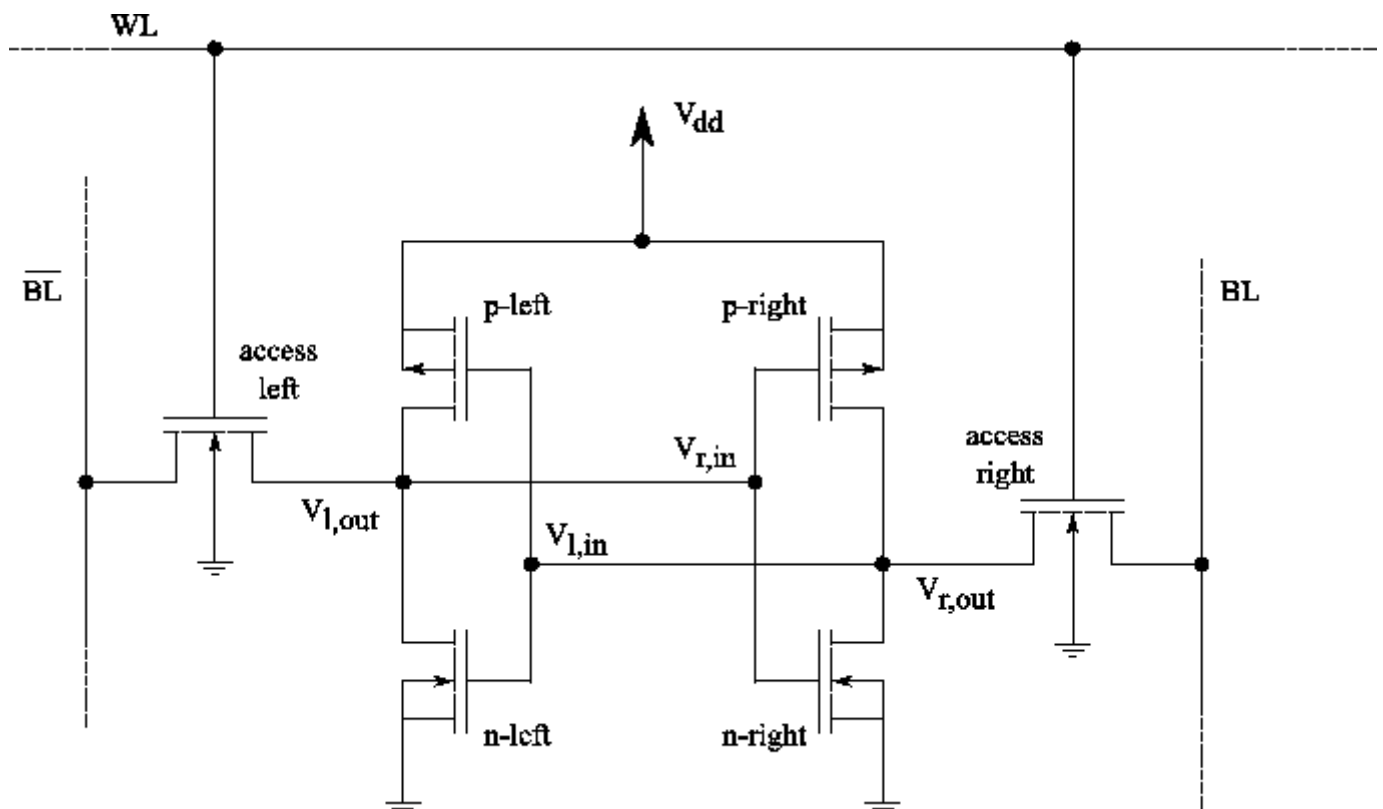 WL
V_dd
B̅L̅
BL
p-left
p-right
access
left
access
right
V_r,in
V_l,out
V_l,in
V_r,out
n-left
n-right